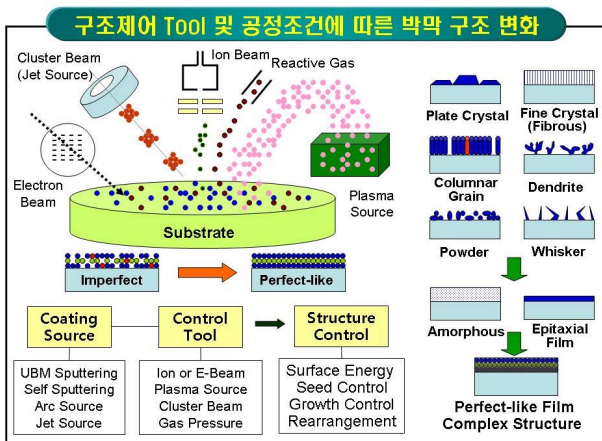 구조제어 Tool 및 공정조건에 따른 박막 구조 변화
Cluster Beam
(Jet Source)
Ion Beam
Reactive Gas
Electron
Beam
Plasma
Source
Substrate
Imperfect
Perfect-like
Coating
Source
Control
Tool
Structure
Control
UBM Sputtering
Self Sputtering
Arc Source
Jet Source
Ion or E-Beam
Plasma Source
Cluster Beam
Gas Pressure
Surface Energy
Seed Control
Growth Control
Rearrangement
Plate Crystal
Fine Crystal
(Fibrous)
Columnar
Grain
Dendrite
Powder
Whisker
Amorphous
Epitaxial
Film
Perfect-like Film
Complex Structure